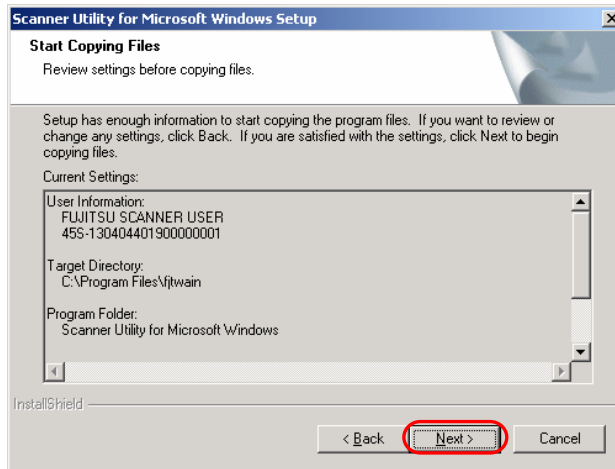 Scanner Utility for Microsoft Windows Setup
Start Copying Files
Review settings before copying files.
Setup has enough information to start copying the program files. If you want to review or
change any settings, click Back. If you are satisfied with the settings, click Next to begin
copying files.
Current Settings:
User Information:
FUJITSU SCANNER USER
45S-130404401900000001
Target Directory:
C:\Program Files\fjtwain
Program Folder:
Scanner Utility for Microsoft Windows
InstallShield
< Back
Next >
Cancel